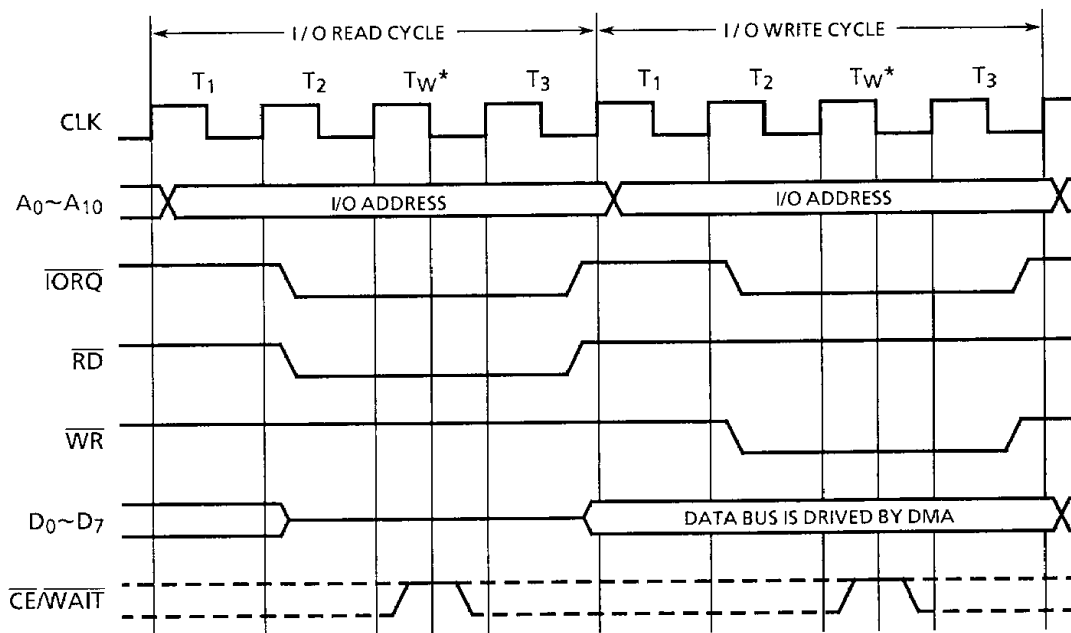 I/O READ CYCLE I/O WRITE CYCLE
T1 T2 TW* T3 T1 T2 TW* T3
CLK
A0~A10 I/O ADDRESS I/O ADDRESS
IORQ
RD
WR
D0~D7 DATA BUS IS DRIVED BY DMA
CE/WAIT